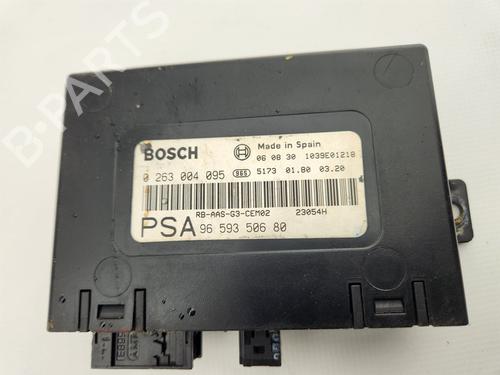 BOSCH
Made in Spain
06 08 30 1039E01218
0 263 004 095
5173 01.80 03.20
RB-AAS-G3-CEM02 23054H
PSA 96 593 506 80
B-PARTS